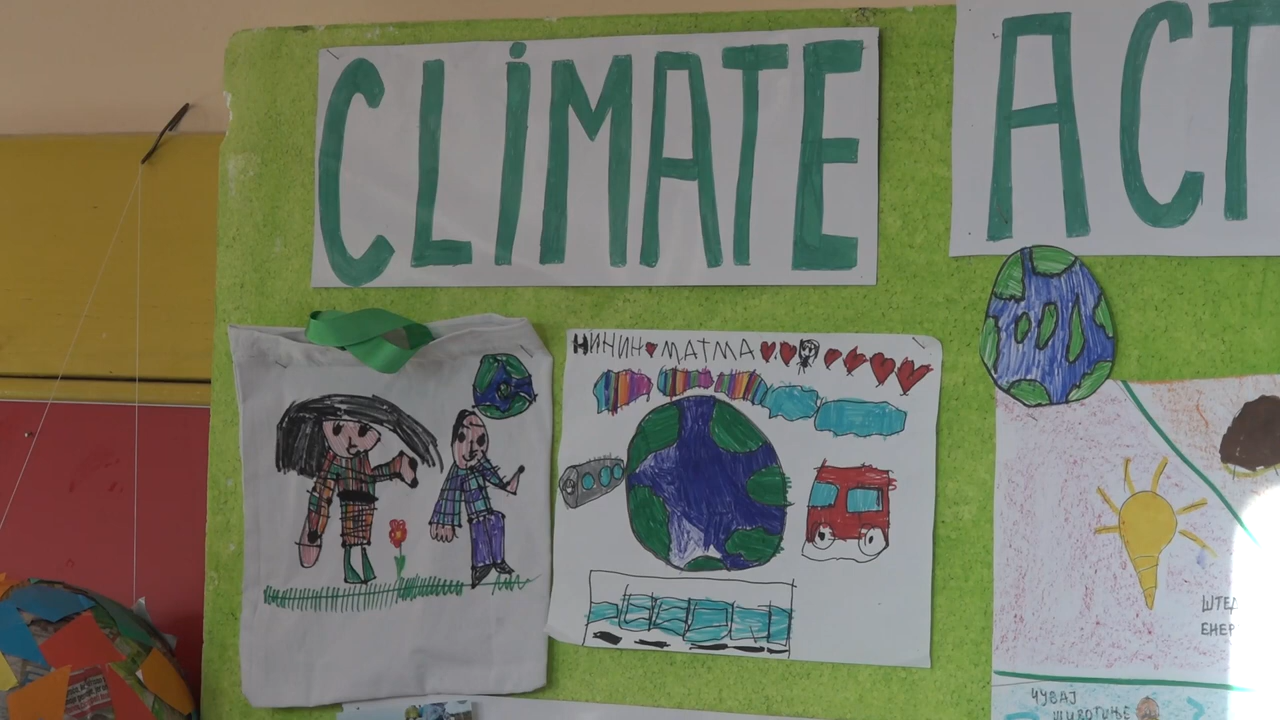 CLiMATE
ACT
НИНИН МАТМА
ШТЕД
ЕНЕР
ЧУВАЈ
ЖИВОТИЊЕ